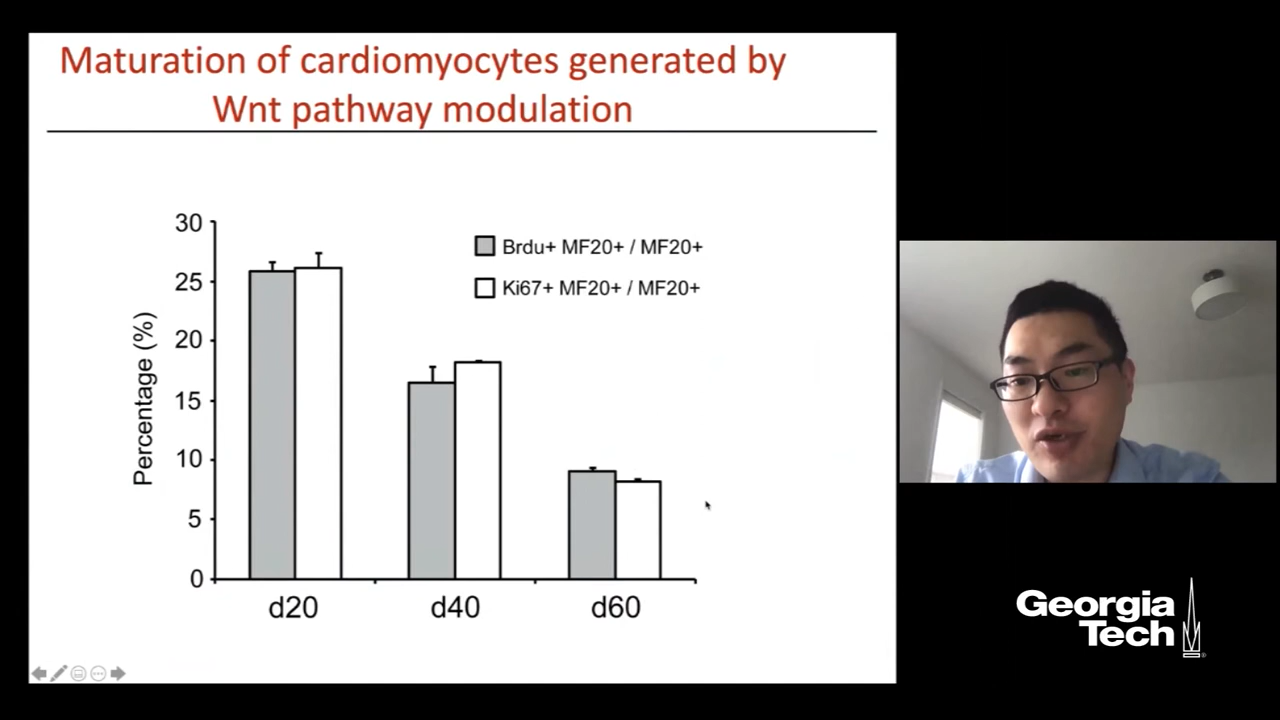 Maturation of cardiomyocytes generated by
Wnt pathway modulation
30
25
20
15
10
5
0
Percentage (%)
Brdu+ MF20+ / MF20+
Ki67+ MF20+ / MF20+
d20 d40 d60
Georgia
Tech